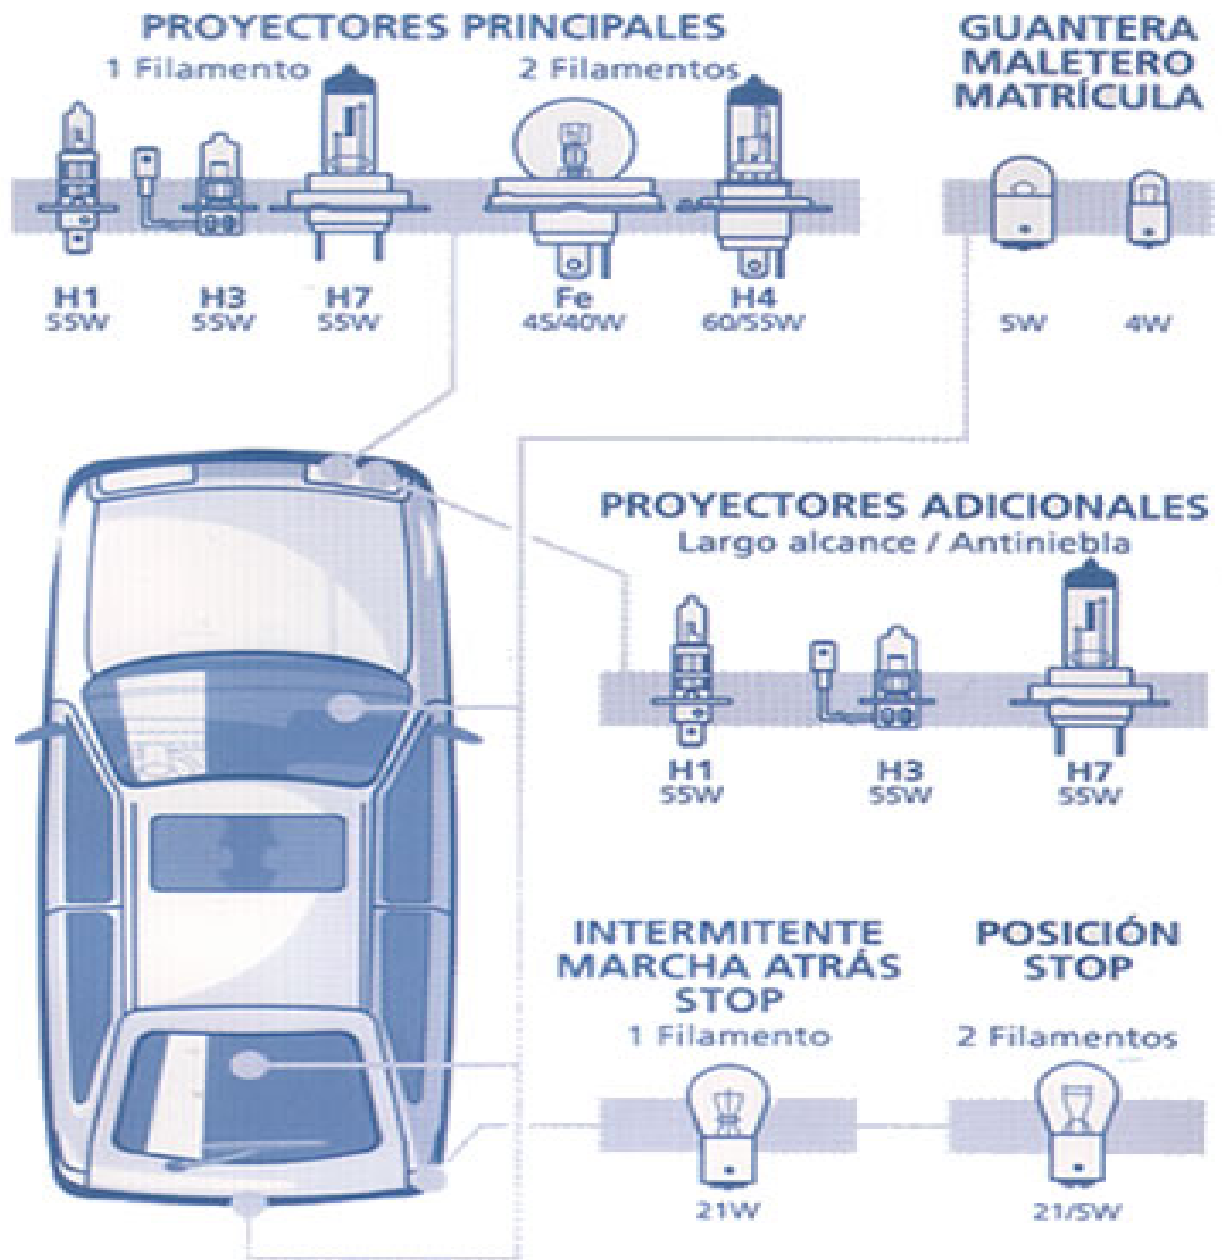 PROYECTORES PRINCIPALES
1 Filamento
2 Filamentos
H1
55W
H3
55W
H7
55W
Fe
45/40W
H4
60/55W
GUANTERA
MALETERO
MATRÍCULA
5W
4W
PROYECTORES ADICIONALES
Largo alcance / Antiniebla
H1
55W
H3
55W
H7
55W
INTERMITENTE
MARCHA ATRÁS
STOP
1 Filamento
21W
POSICIÓN
STOP
2 Filamentos
21/5W